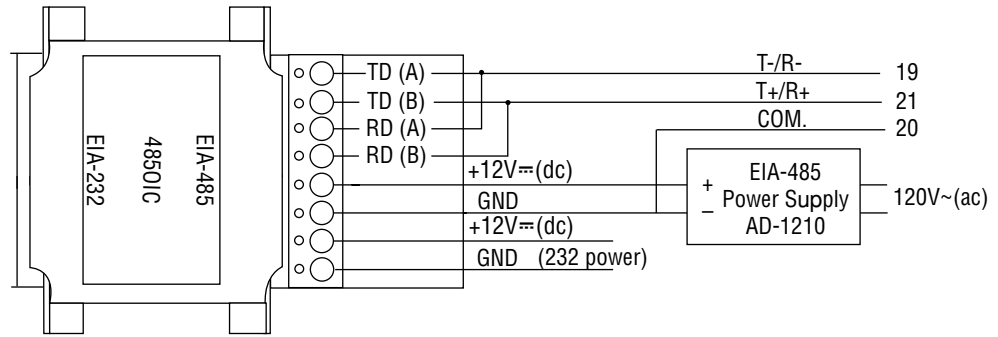 EIA-232
485OIC
EIA-485
TD (A)
TD (B)
RD (A)
RD (B)
T-/R- 19
T+/R+ 21
COM. 20
+12V⎓(dc)
GND
+12V⎓(dc)
GND (232 power)
+
–
EIA-485
Power Supply
AD-1210
120V~(ac)